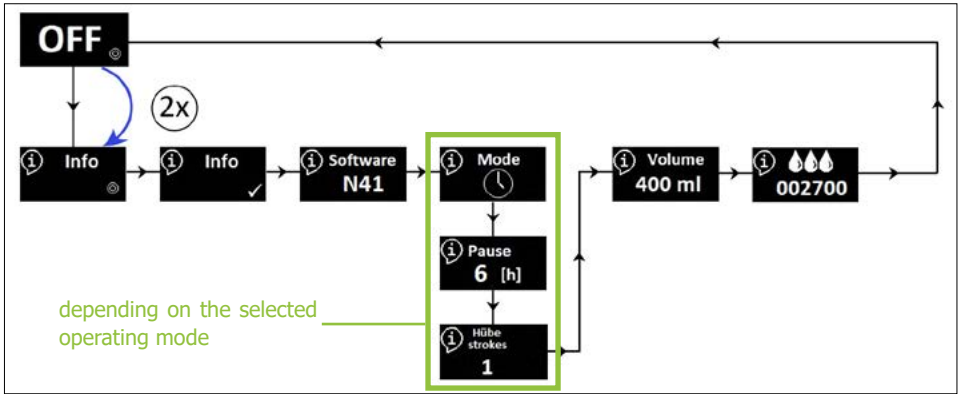 OFF
2x
i Info
i Info
✓
i Software
N41
i Mode
i Pause
6 [h]
i Hübe
strokes
1
i Volume
400 ml
i
002700
depending on the selected
operating mode